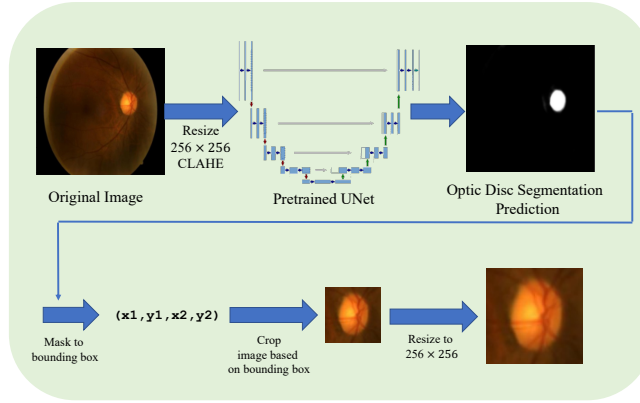 Resize
256 × 256
CLAHE
Original Image
Pretrained UNet
Optic Disc Segmentation
Prediction
Mask to
bounding box
(x1,y1,x2,y2)
Crop
image based
on bounding box
Resize to
256 × 256